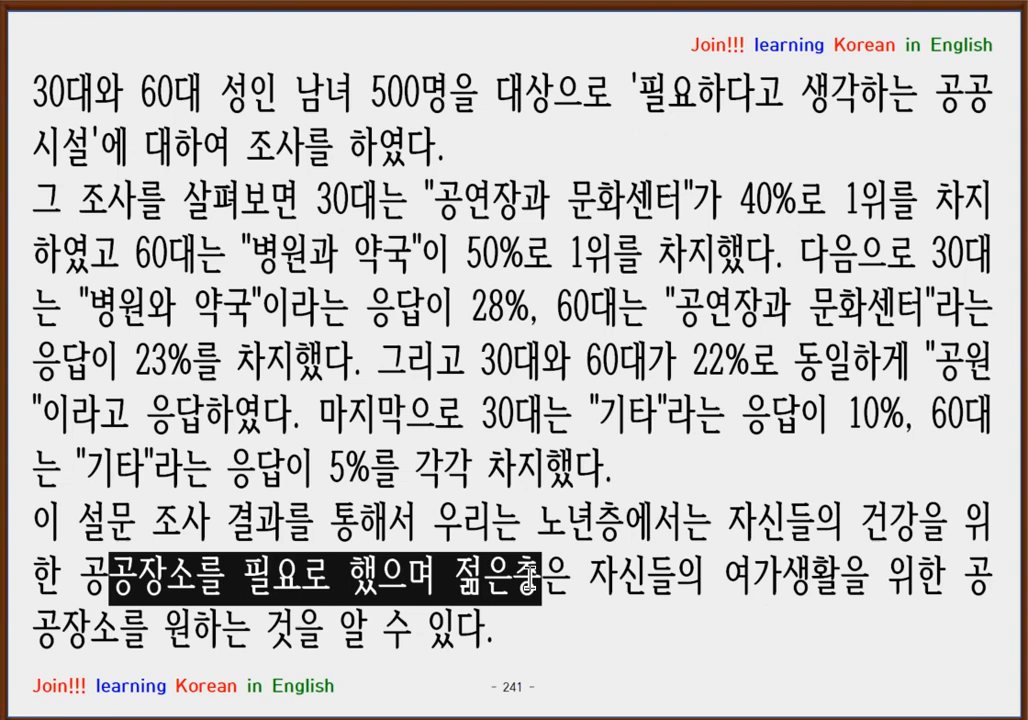 Join!!! learning Korean in English
30대와 60대 성인 남녀 500명을 대상으로 '필요하다고 생각하는 공공
시설'에 대하여 조사를 하였다.
그 조사를 살펴보면 30대는 "공연장과 문화센터"가 40%로 1위를 차지
하였고 60대는 "병원과 약국"이 50%로 1위를 차지했다. 다음으로 30대
는 "병원와 약국"이라는 응답이 28%, 60대는 "공연장과 문화센터"라는
응답이 23%를 차지했다. 그리고 30대와 60대가 22%로 동일하게 "공원
"이라고 응답하였다. 마지막으로 30대는 "기타"라는 응답이 10%, 60대
는 "기타"라는 응답이 5%를 각각 차지했다.
이 설문 조사 결과를 통해서 우리는 노년층에서는 자신들의 건강을 위
한 공공장소를 필요로 했으며 젊은층은 자신들의 여가생활을 위한 공
공장소를 원하는 것을 알 수 있다.
Join!!! learning Korean in English
- 241 -